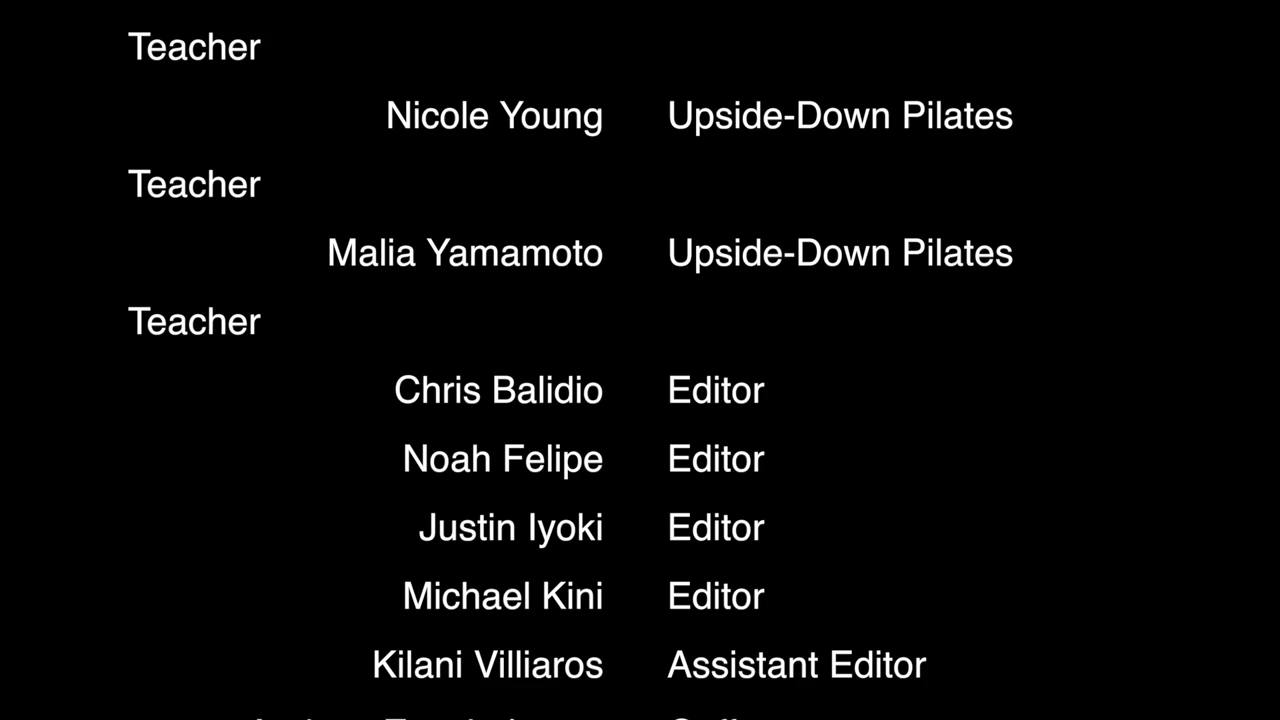 Teacher
Nicole Young Upside-Down Pilates
Teacher
Malia Yamamoto Upside-Down Pilates
Teacher
Chris Balidio Editor
Noah Felipe Editor
Justin Iyoki Editor
Michael Kini Editor
Kilani Villiaros Assistant Editor